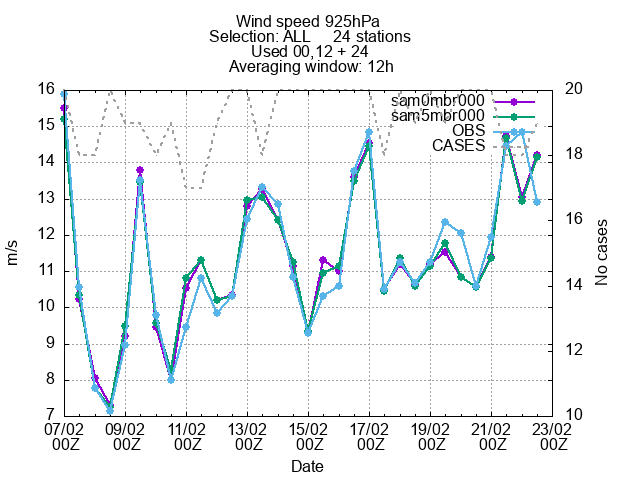 Wind speed 925hPa
Selection: ALL 24 stations
Used 00,12 + 24
Averaging window: 12h
16 20
sam0mbr000
sam5mbr000
15
OBS
CASES
14 18
13
12 16
m/s
No cases
11
14
10
9
12
8
7 10
07/02 09/02 11/02 13/02 15/02 17/02 19/02 21/02 23/02
00Z 00Z 00Z 00Z 00Z 00Z 00Z 00Z 00Z
Date